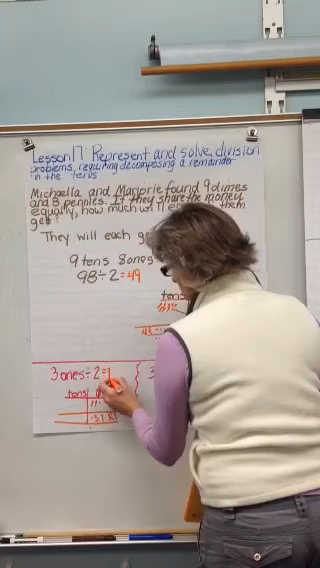 Lesson 17: Represent and solve division
problems, requiring decomposing a remainder
in the tens
Michaella and Marjorie found 9 dimes
and 8 pennies. If they share the money
equally, how much will each of them
get?
They will each
9 tens 8 ones
98 ÷ 2 = 49
tens
3 ones ÷ 2 =
tens
3